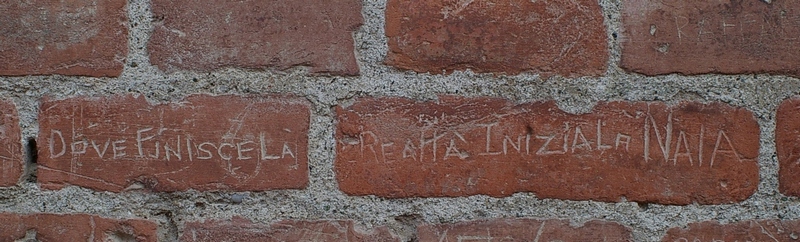 DOVE FINISCE LA REALTÀ INIZIA LA NAIA